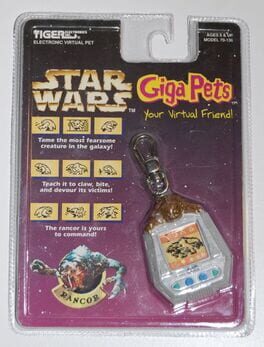 TIGER ELECTRONICS
ELECTRONIC VIRTUAL PET
AGES 5 & UP
MODEL 70-136
STAR WARS™
Giga Pets™
Your Virtual Friend!
Tame the most fearsome
creature in the galaxy!
Teach it to claw, bite,
and devour its victims!
The rancor is yours
to command!
RANCOR